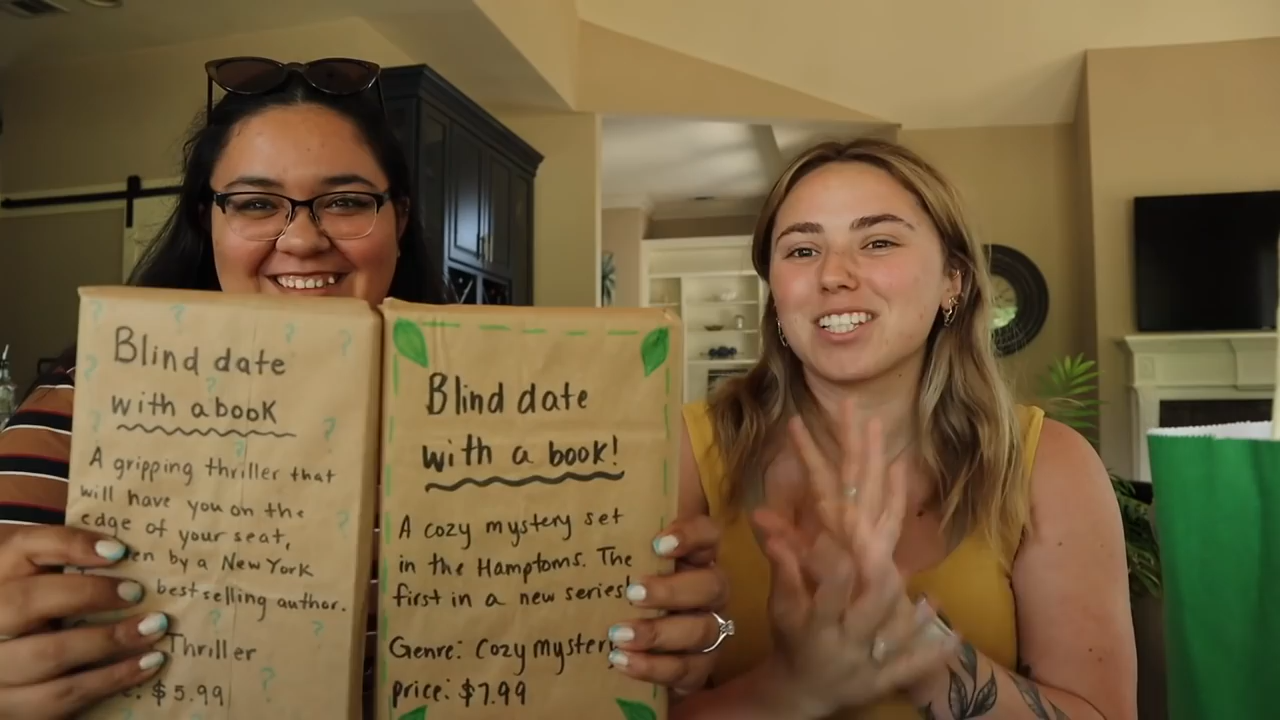 Blind date
with a book
A gripping thriller that
will have you on the
edge of your seat,
by a New York
bestselling author.
Thriller
$5.99
Blind date
with a book!
A cozy mystery set
in the Hamptoms. The
first in a new series!
Genre: Cozy mystery
price: $7.99